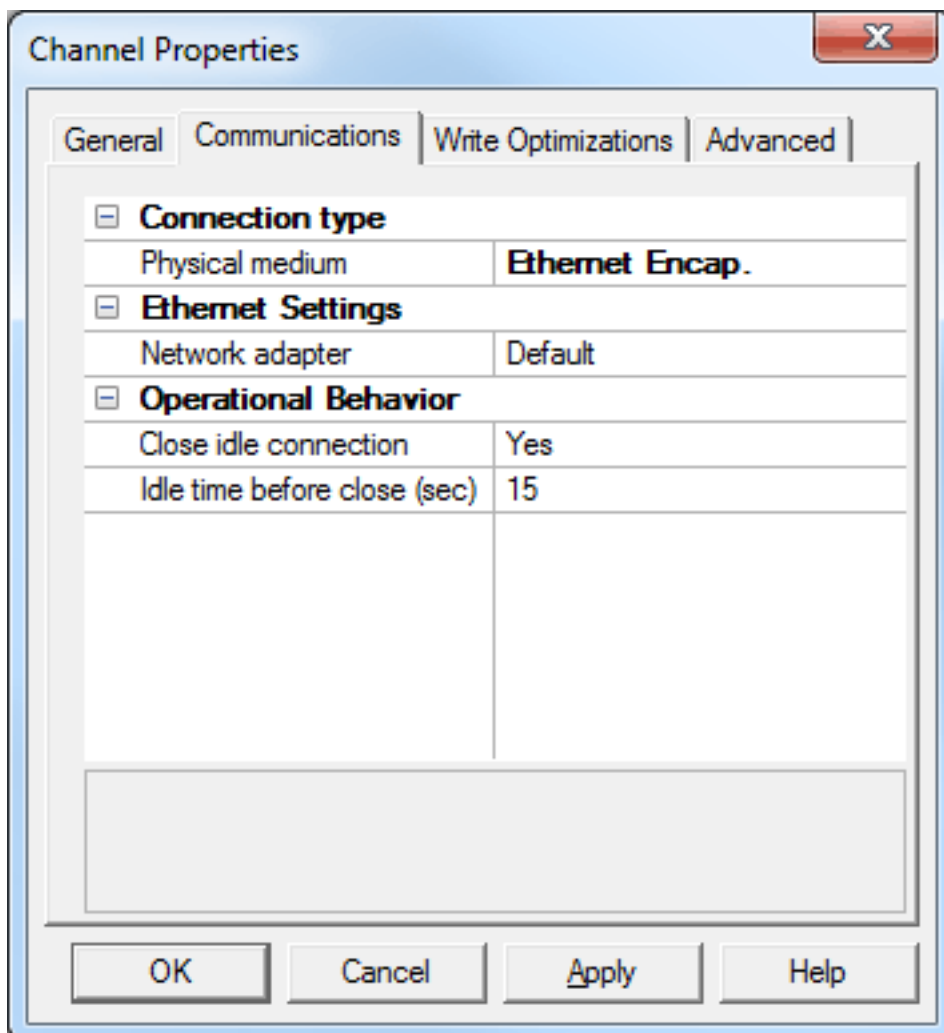 Channel Properties
General Communications Write Optimizations Advanced
Connection type
Physical medium Ethernet Encap.
Ethernet Settings
Network adapter Default
Operational Behavior
Close idle connection Yes
Idle time before close (sec) 15
OK Cancel Apply Help